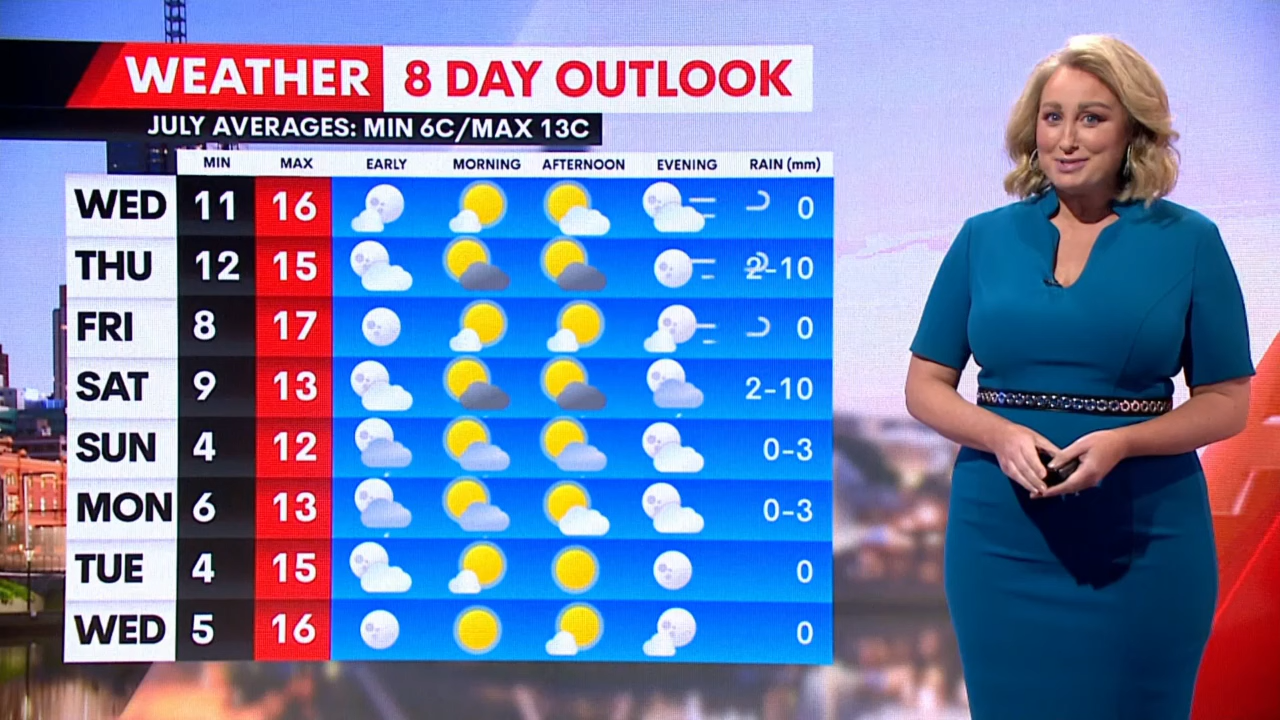 WEATHER 8 DAY OUTLOOK
JULY AVERAGES: MIN 6C/MAX 13C
MIN MAX EARLY MORNING AFTERNOON EVENING RAIN (mm)
WED 11 16 0
THU 12 15 2-10
FRI 8 17 0
SAT 9 13 2-10
SUN 4 12 0-3
MON 6 13 0-3
TUE 4 15 0
WED 5 16 0